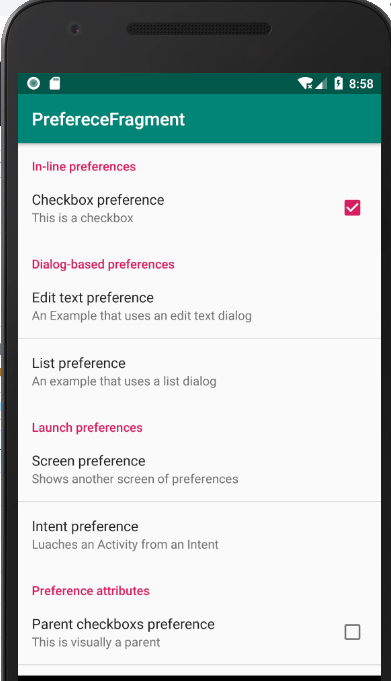 8:58
PrefereceFragment
In-line preferences
Checkbox preference
This is a checkbox
Dialog-based preferences
Edit text preference
An Example that uses an edit text dialog
List preference
An example that uses a list dialog
Launch preferences
Screen preference
Shows another screen of preferences
Intent preference
Luaches an Activity from an Intent
Preference attributes
Parent checkboxs preference
This is visually a parent